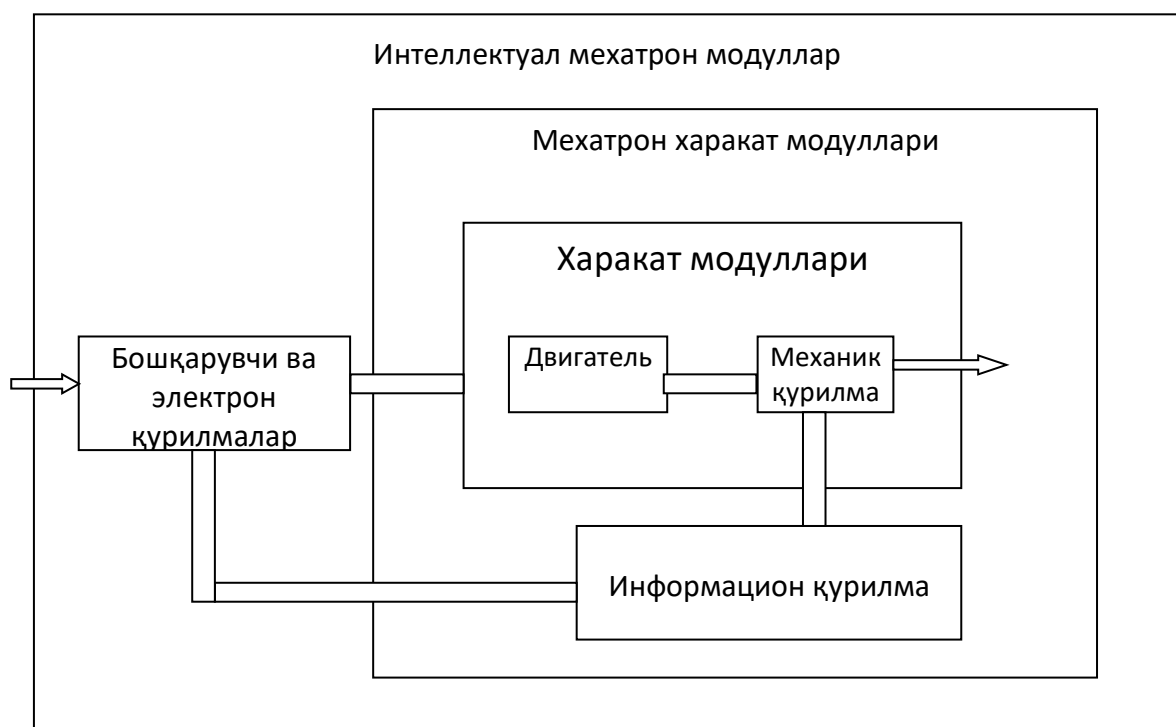 Интеллектуал мехатрон модуллар
Мехатрон харакат модуллари
Харакат модуллари
Бошқарувчи ва
электрон
қурилмалар
Двигатель
Механик
қурилма
Информацион қурилма